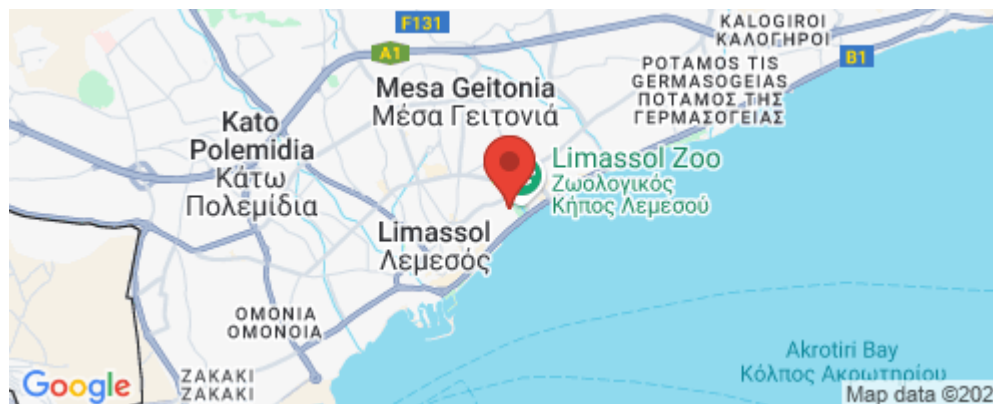 F131
KALOGIROI
ΚΑΛΟΓΗΡΟΙ
A1
B1
POTAMOS TIS
GERMASOGEIAS
ΠΟΤΑΜΟΣ ΤΗΣ
ΓΕΡΜΑΣΟΓΕΙΑΣ
Mesa Geitonia
Μέσα Γειτονιά
Kato
Polemidia
Κάτω
Πολεμίδια
Limassol Zoo
Ζωολογικός
Κήπος Λεμεσού
Limassol
Λεμεσός
OMONIA
ΟΜΟΝΟΙΑ
Akrotiri Bay
Κόλπος Ακρωτηρίου
ZAKAKI
ΖΑΚΑΚΙ
Google
Map data ©202